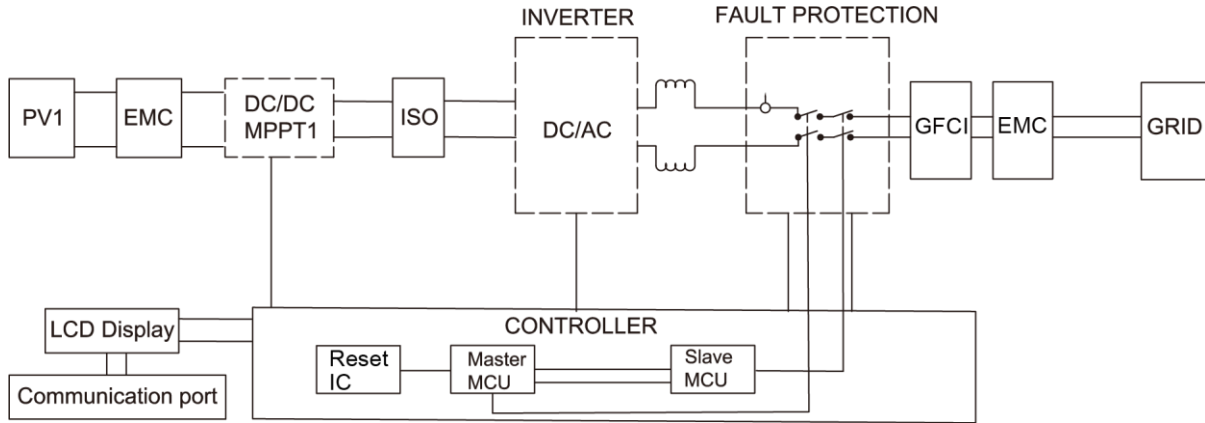 INVERTER
FAULT PROTECTION
PV1
EMC
DC/DC
MPPT1
ISO
DC/AC
GFCI
EMC
GRID
LCD Display
Communication port
CONTROLLER
Reset
IC
Master
MCU
Slave
MCU